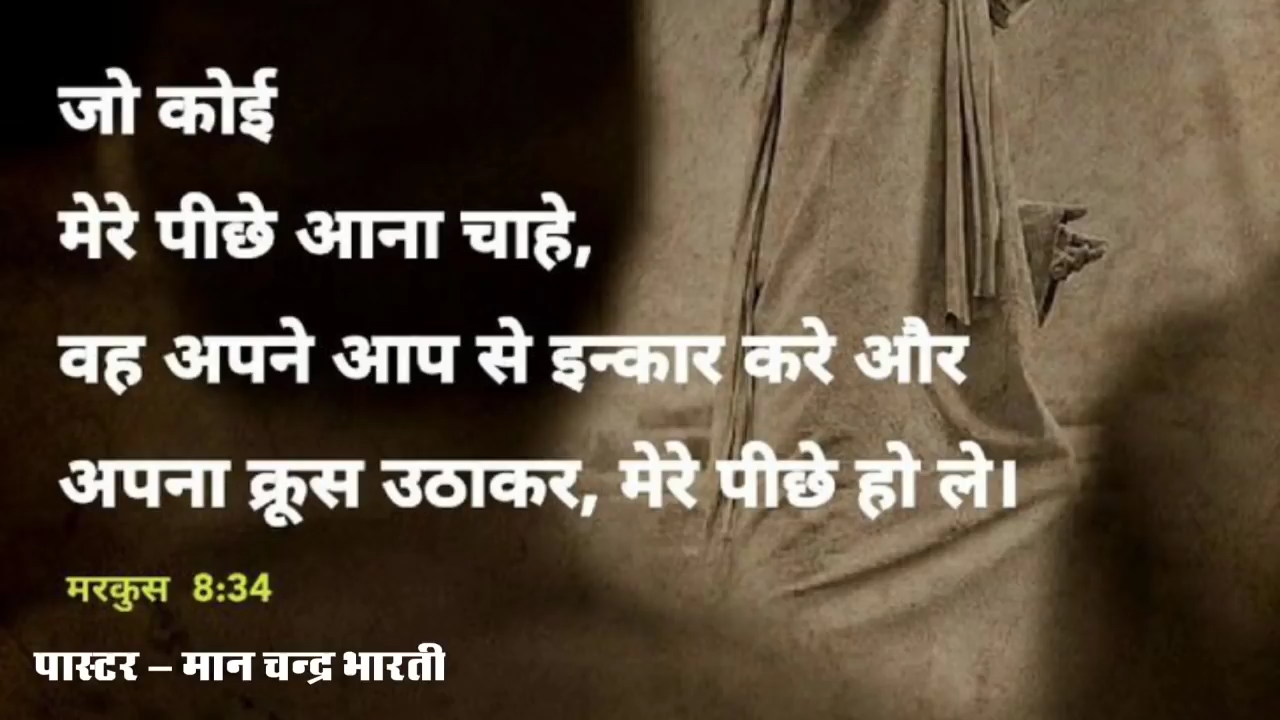 जो कोई
मेरे पीछे आना चाहे,
वह अपने आप से इन्कार करे और
अपना क्रूस उठाकर, मेरे पीछे हो ले।
मरकुस 8:34
पास्टर – मान चन्द्र भारती